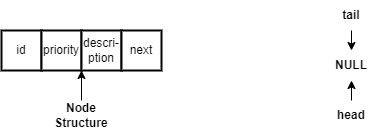 id
priority
descri-
ption
next
Node
Structure
tail
NULL
head